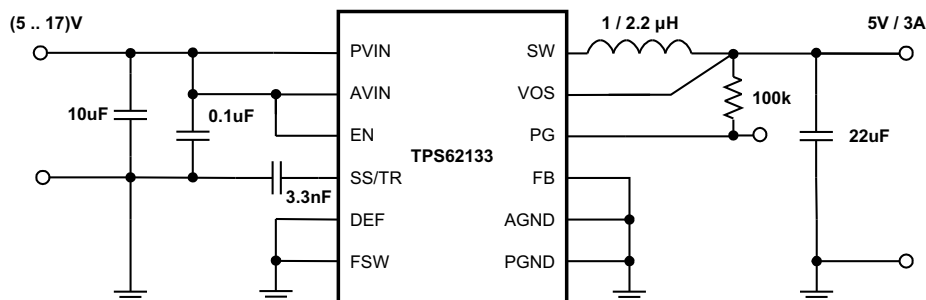 (5 .. 17)V
1 / 2.2 µH
5V / 3A
PVIN
SW
AVIN
VOS
10uF
0.1uF
100k
EN
PG
22uF
TPS62133
SS/TR
FB
3.3nF
DEF
AGND
FSW
PGND